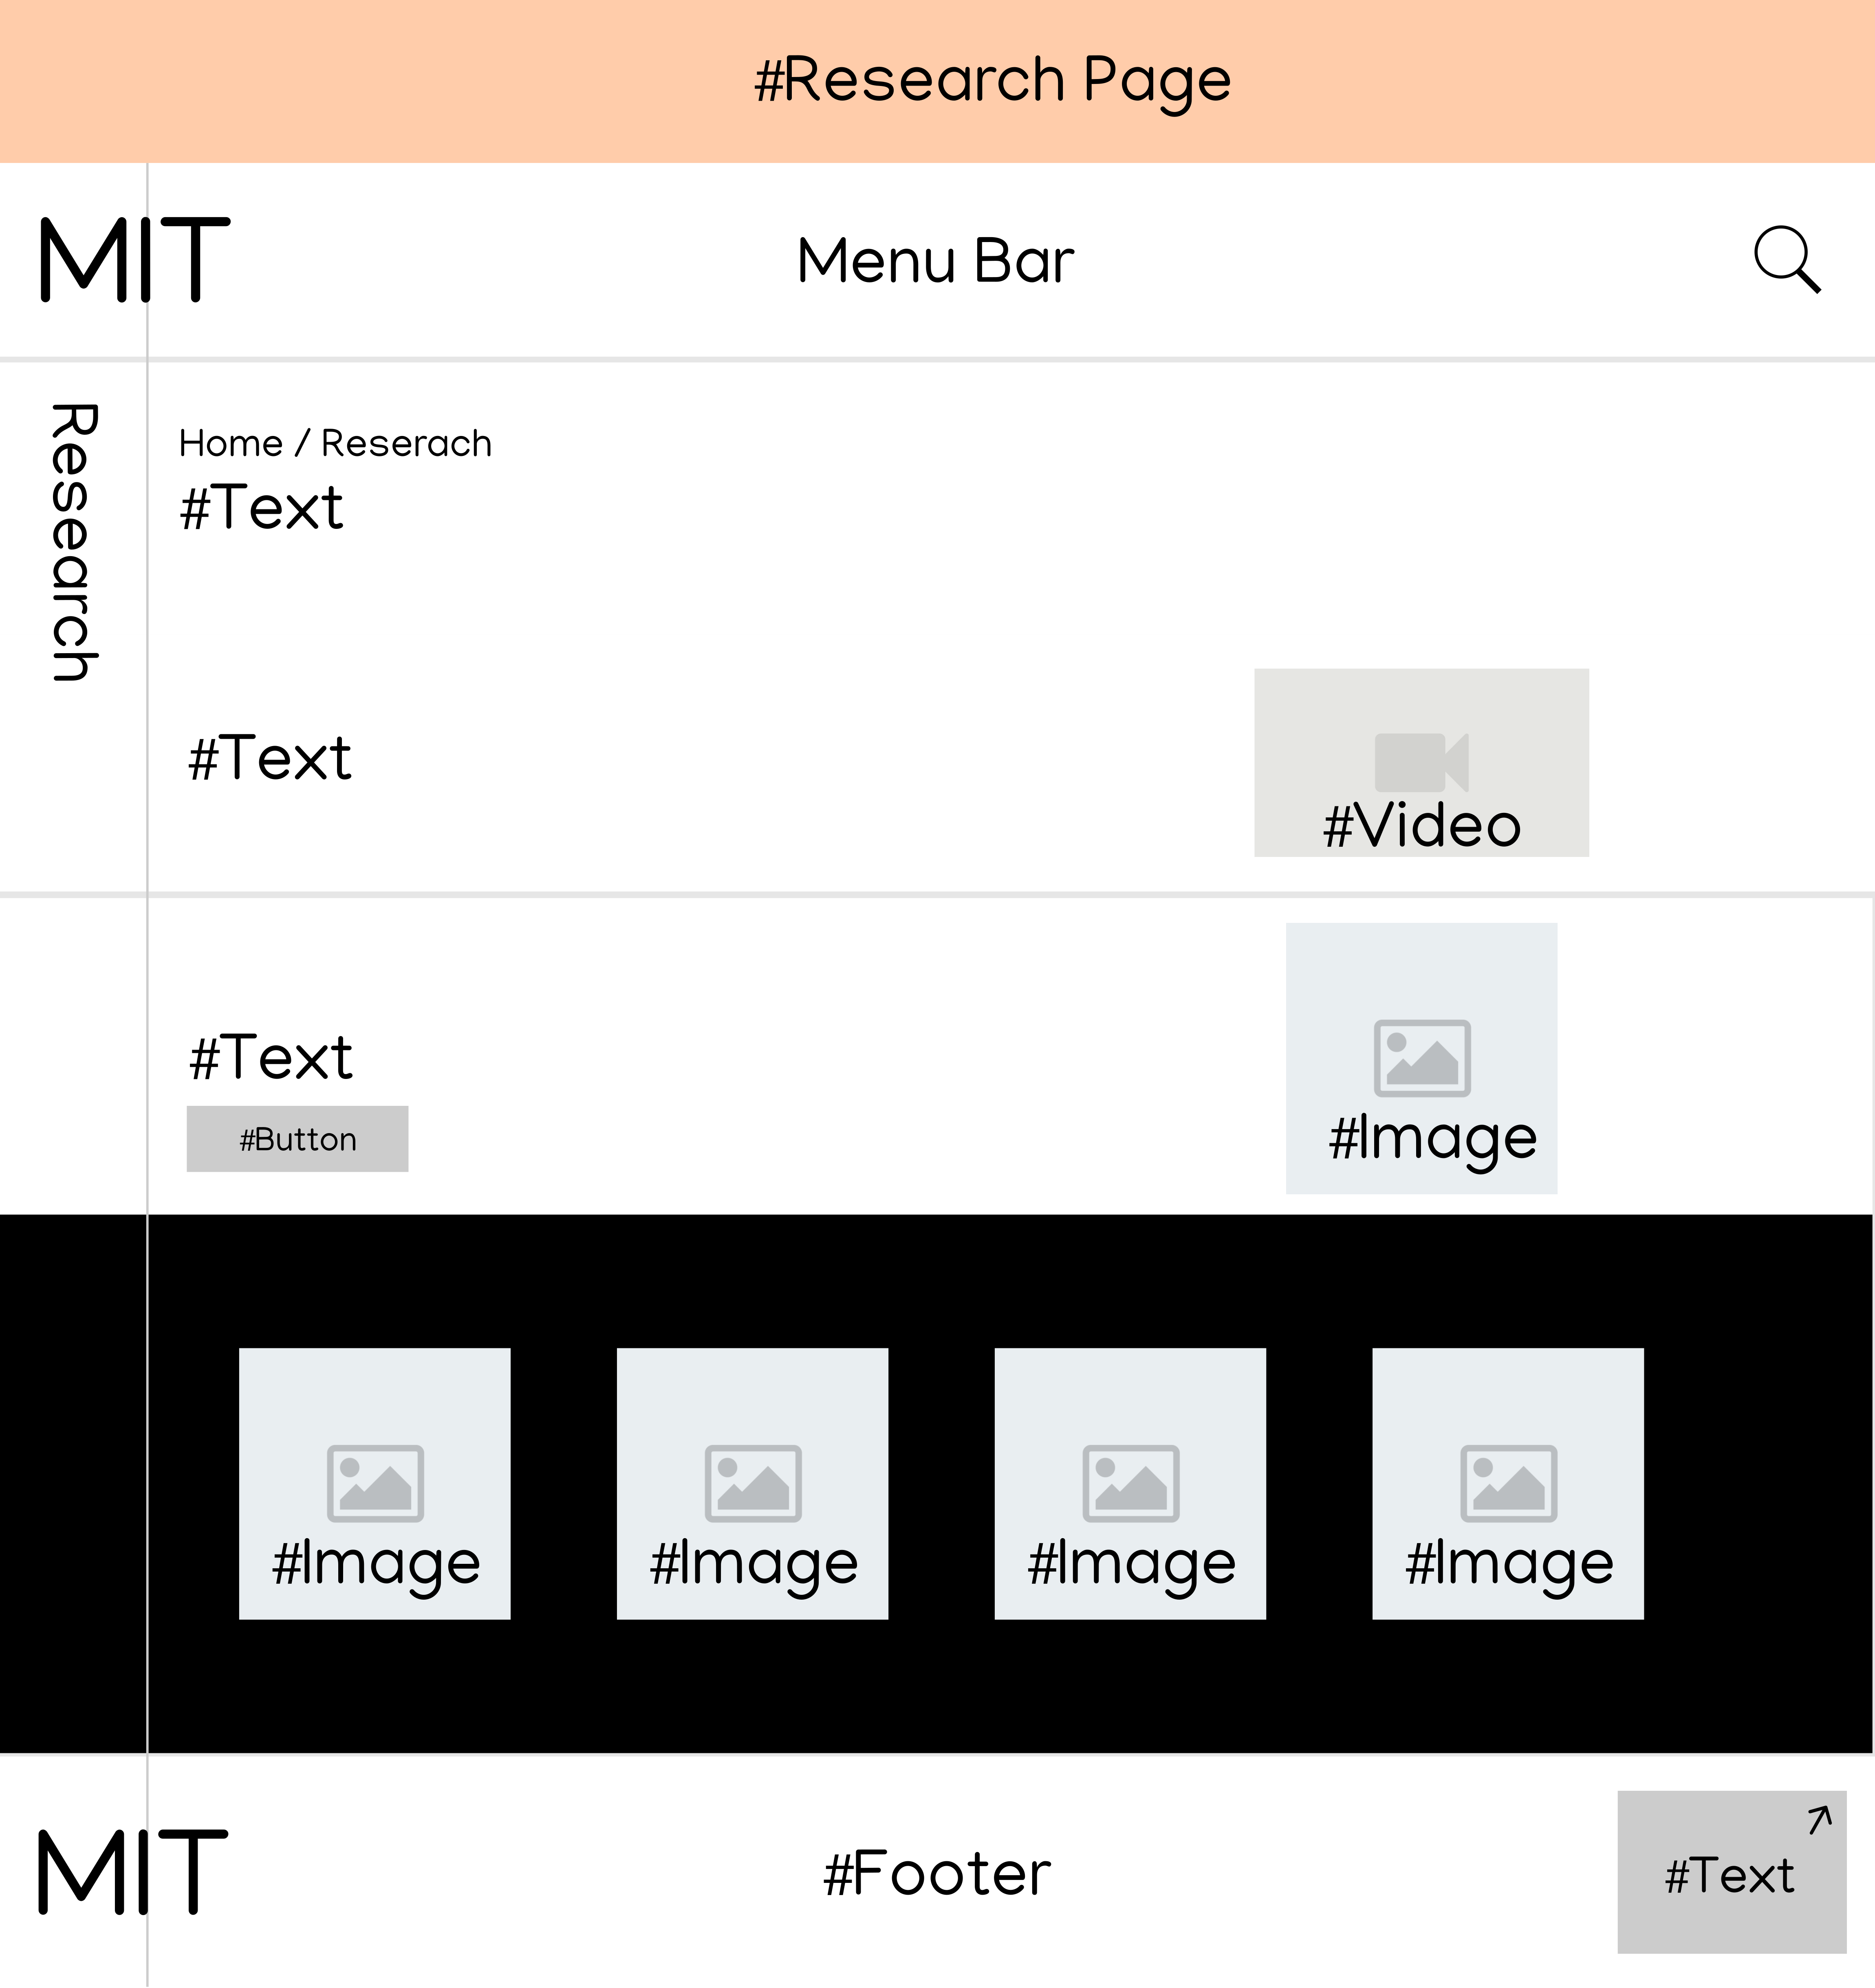 #Research Page
MIT
Menu Bar
Research
Home / Reserach
#Text
#Text
#Video
#Text
#Button
#Image
#Image
#Image
#Image
#Image
MIT
#Footer
#Text